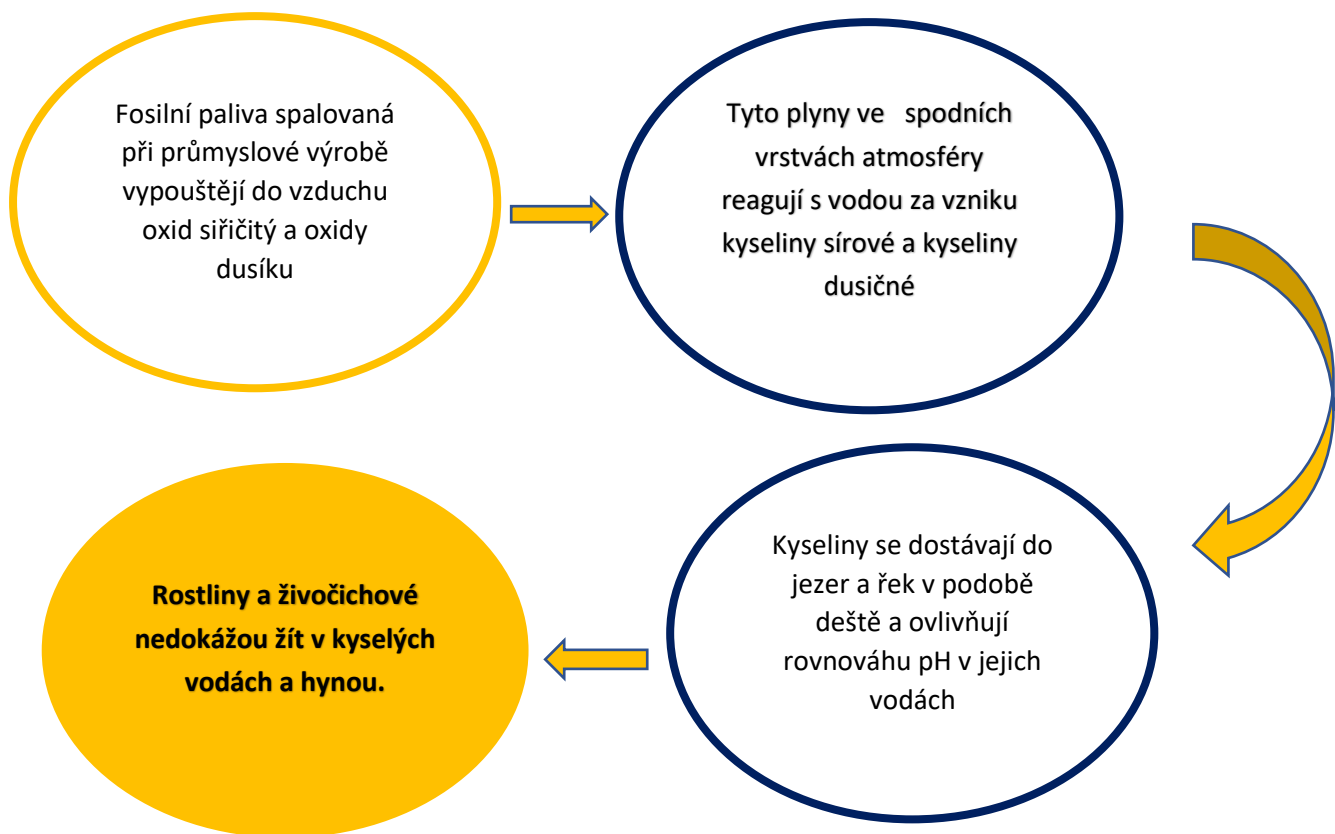 Fosilní paliva spalovaná
při průmyslové výrobě
vypouštějí do vzduchu
oxid siřičitý a oxidy
dusíku
Tyto plyny ve spodních
vrstvách atmosféry
reagují s vodou za vzniku
kyseliny sírové a kyseliny
dusičné
Kyseliny se dostávají do
jezer a řek v podobě
deště a ovlivňují
rovnováhu pH v jejich
vodách
Rostliny a živočichové
nedokážou žít v kyselých
vodách a hynou.